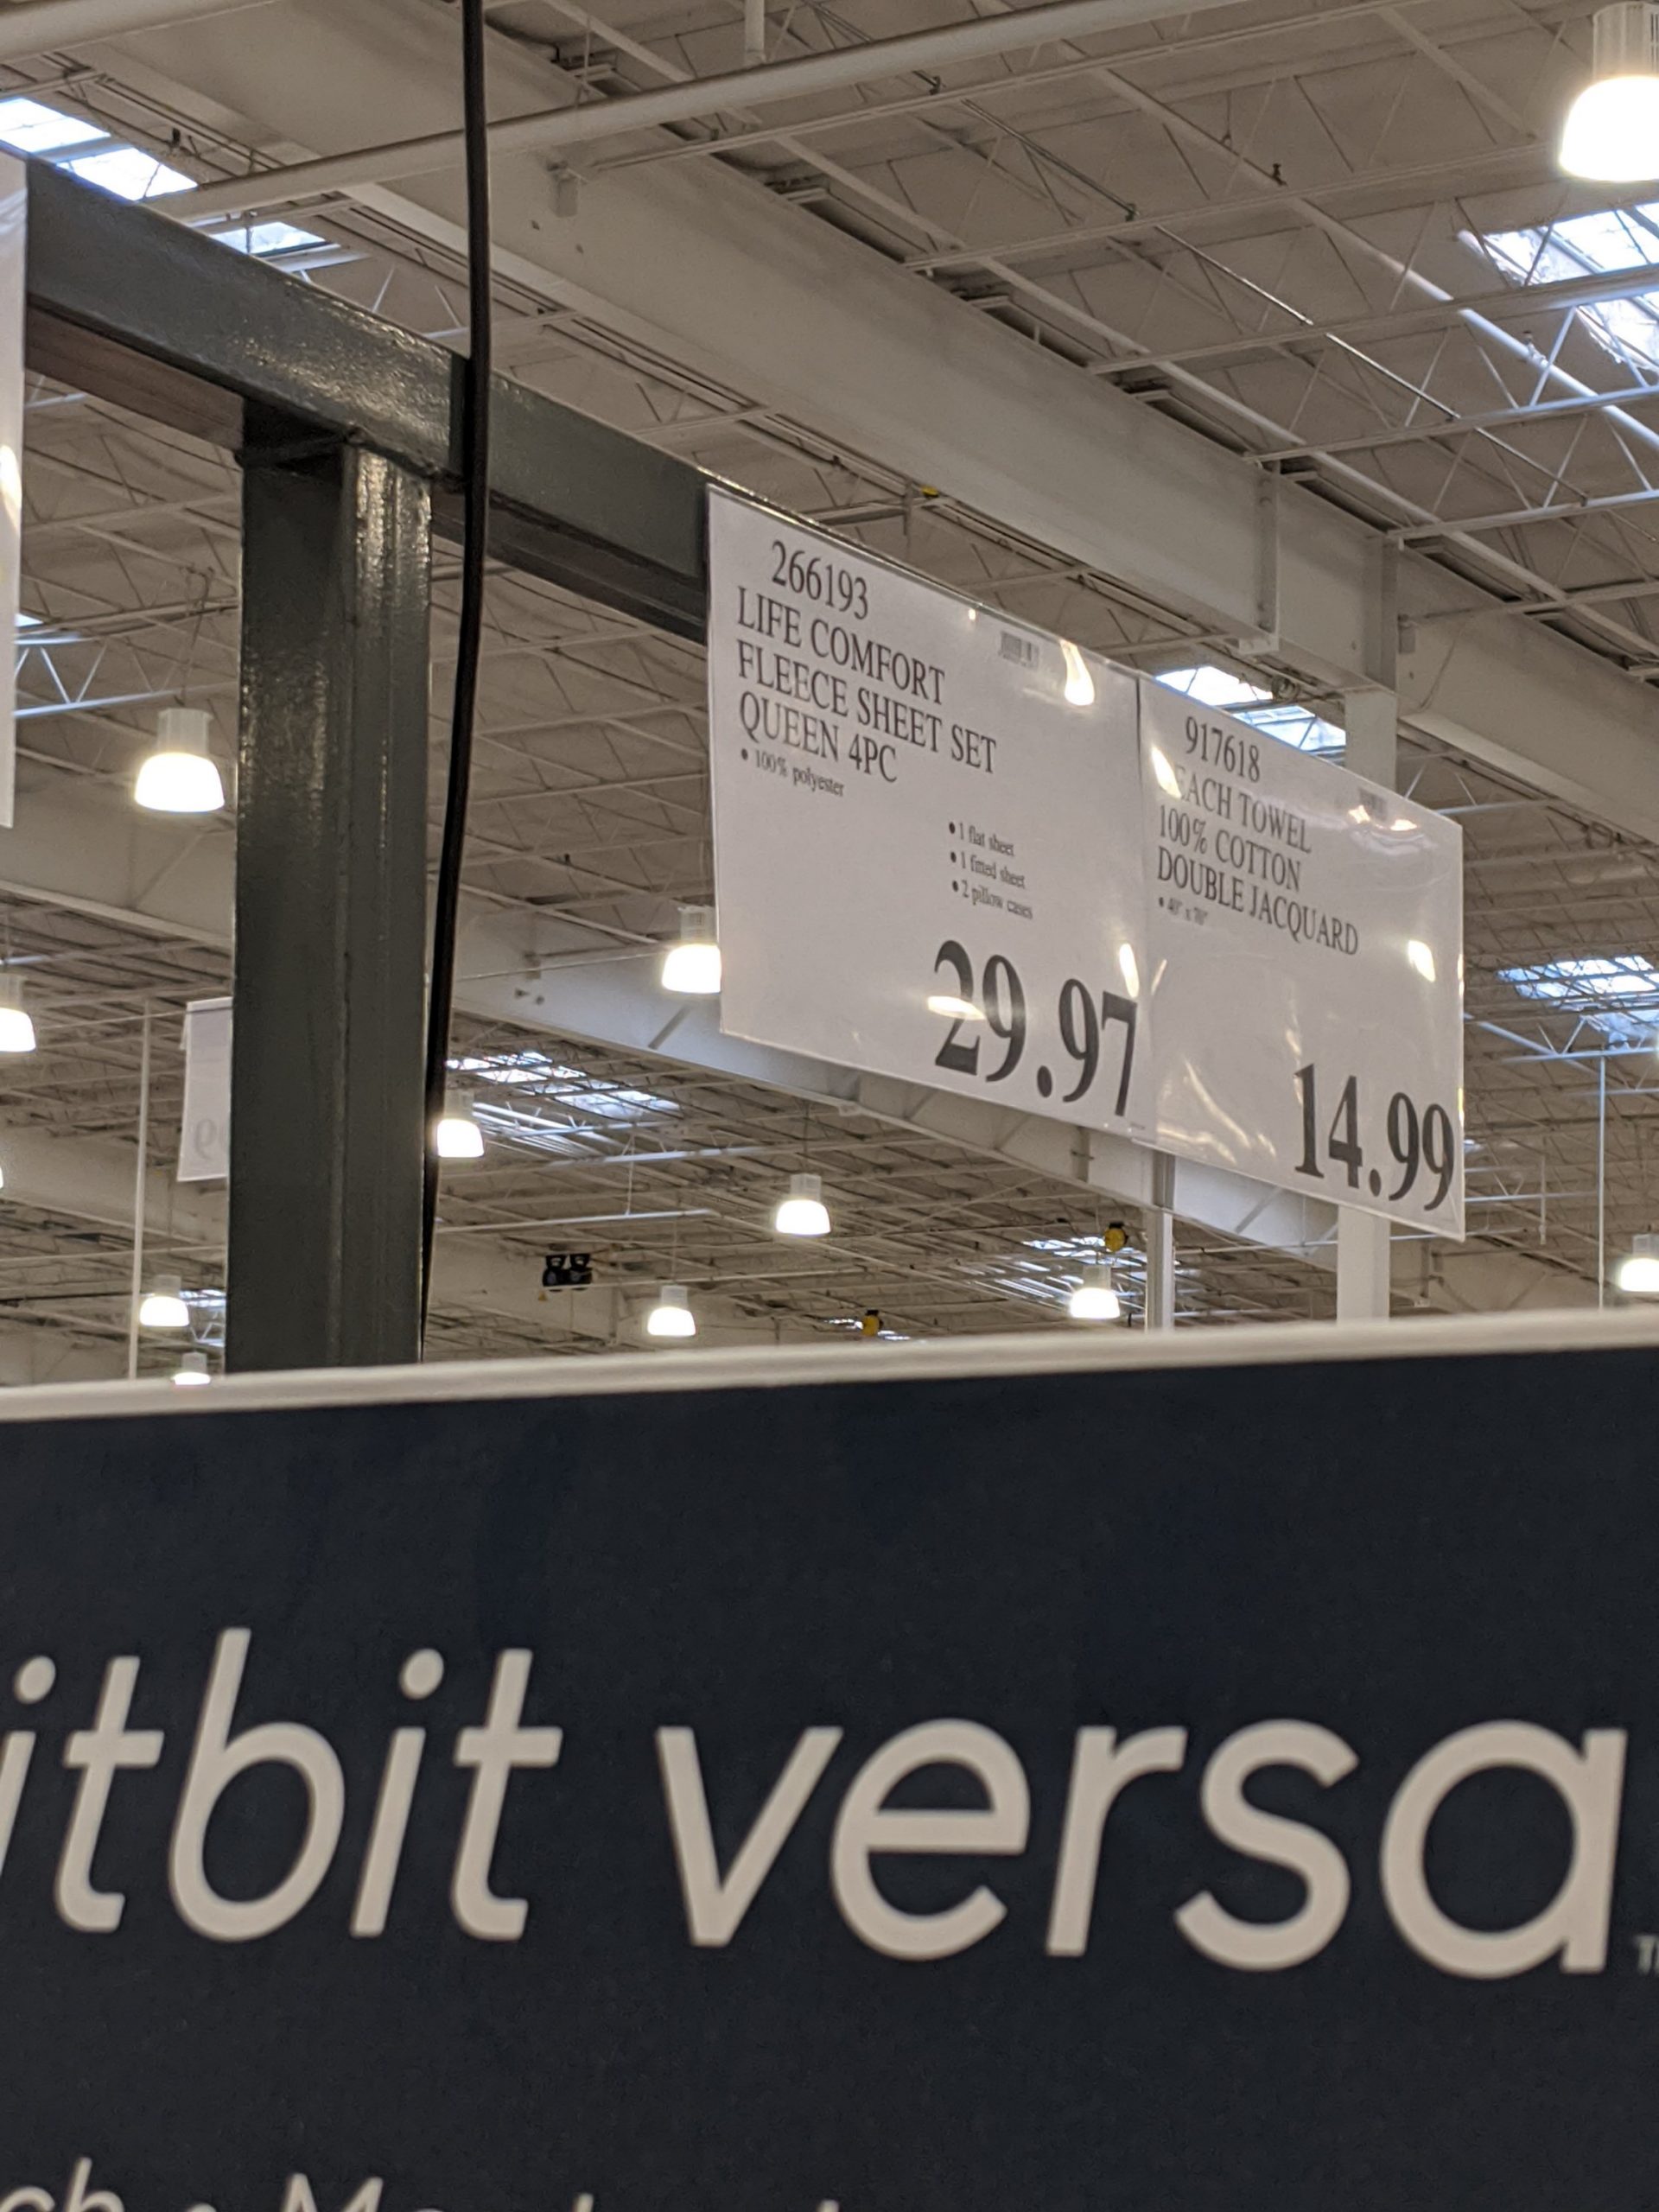 266193
LIFE COMFORT
FLEECE SHEET SET
QUEEN 4PC
• 100% polyester
• 1 flat sheet
• 1 fitted sheet
• 2 pillow cases
29.97
917618
EACH TOWEL
100% COTTON
DOUBLE JACQUARD
14.99
itbit versa